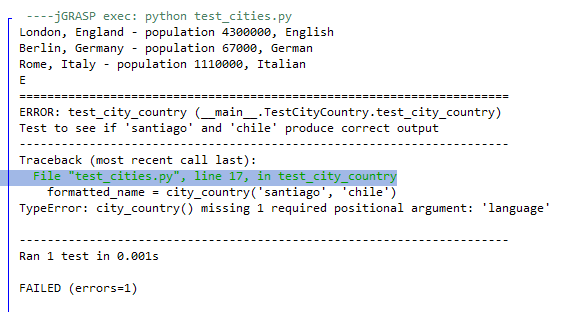 ----jGRASP exec: python test_cities.py
London, England - population 4300000, English
Berlin, Germany - population 67000, German
Rome, Italy - population 1110000, Italian
E
======================================================================
ERROR: test_city_country (__main__.TestCityCountry.test_city_country)
Test to see if 'santiago' and 'chile' produce correct output
----------------------------------------------------------------------
Traceback (most recent call last):
  File "test_cities.py", line 17, in test_city_country
    formatted_name = city_country('santiago', 'chile')
TypeError: city_country() missing 1 required positional argument: 'language'

----------------------------------------------------------------------
Ran 1 test in 0.001s

FAILED (errors=1)